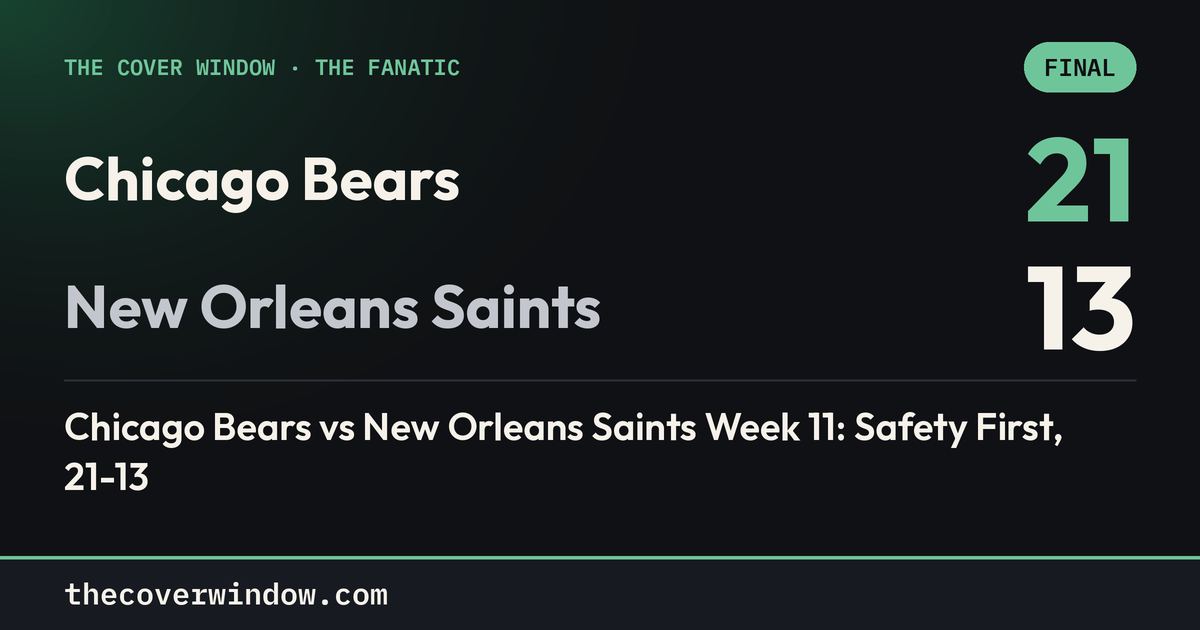 THE COVER WINDOW · THE FANATIC
FINAL
Chicago Bears 21
New Orleans Saints 13
Chicago Bears vs New Orleans Saints Week 11: Safety First,
21-13
thecoverwindow.com